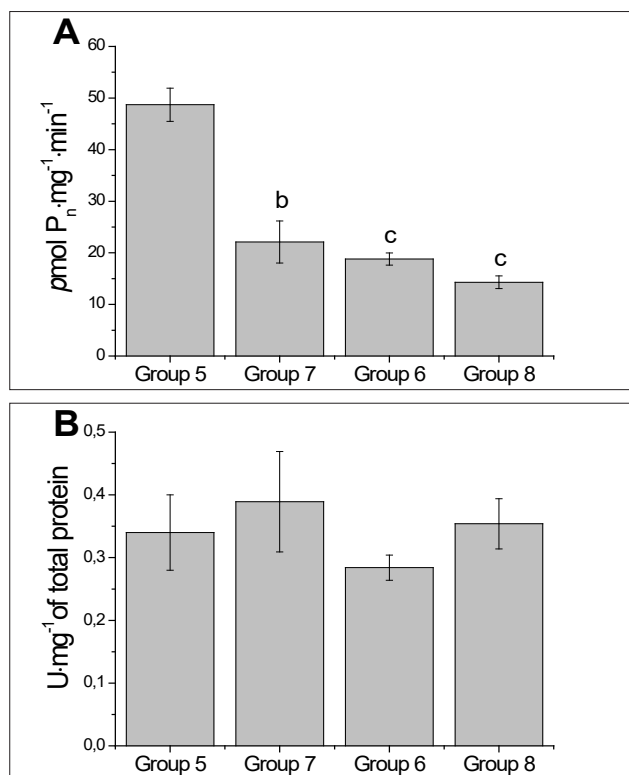 A
60
50
40
30
20
10
0
pmol Pn·mg-1·min-1
b
c
c
Group 5 Group 7 Group 6 Group 8
B
0,5
0,4
0,3
0,2
0,1
0,0
U·mg-1 of total protein
Group 5 Group 7 Group 6 Group 8